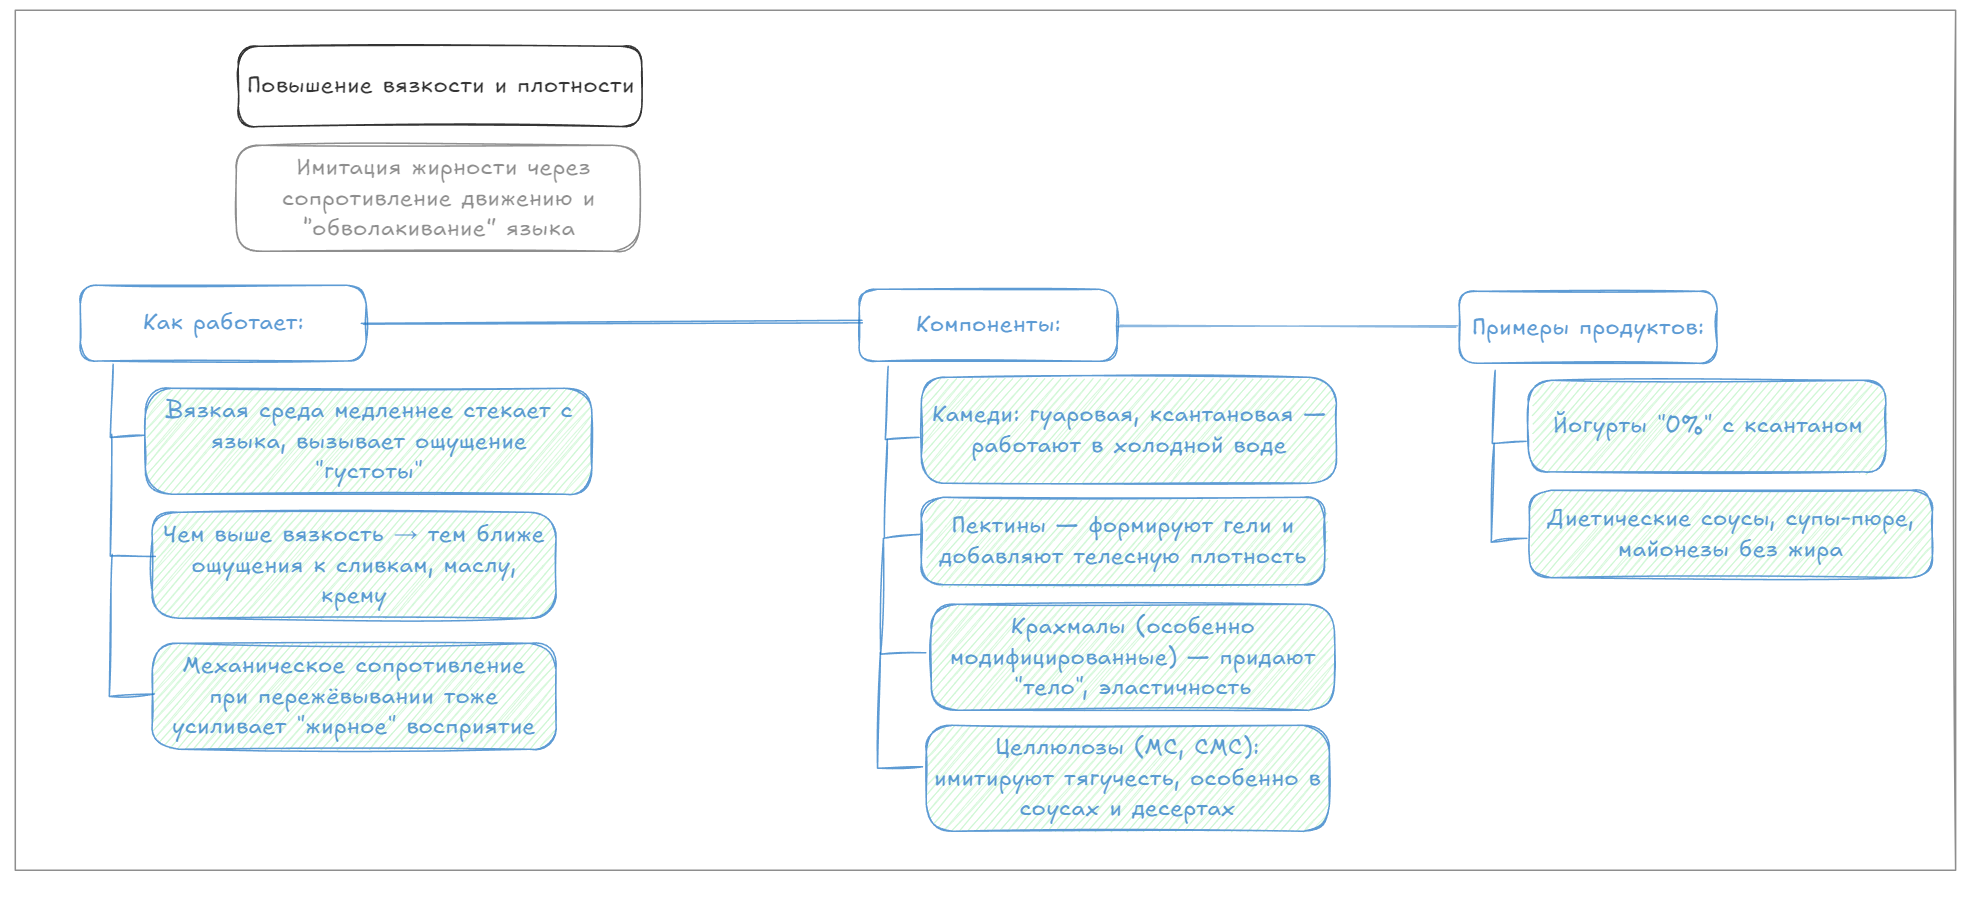 Повышение вязкости и плотности
Имитация жирности через
сопротивление движению и
"обволакивание" языка
Как работает:
Вязкая среда медленнее стекает с
языка, вызывает ощущение
"густоты"
Чем выше вязкость → тем ближе
ощущения к сливкам, маслу,
крему
Механическое сопротивление
при пережёвывании тоже
усиливает "жирное" восприятие
Компоненты:
Камеди: гуаровая, ксантановая —
работают в холодной воде
Пектины — формируют гели и
добавляют телесную плотность
Крахмалы (особенно
модифицированные) — придают
"тело", эластичность
Целлюлозы (МС, СМС):
имитируют тягучесть, особенно в
соусах и десертах
Примеры продуктов:
Йогурты "0%" с ксантаном
Диетические соусы, супы-пюре,
майонезы без жира